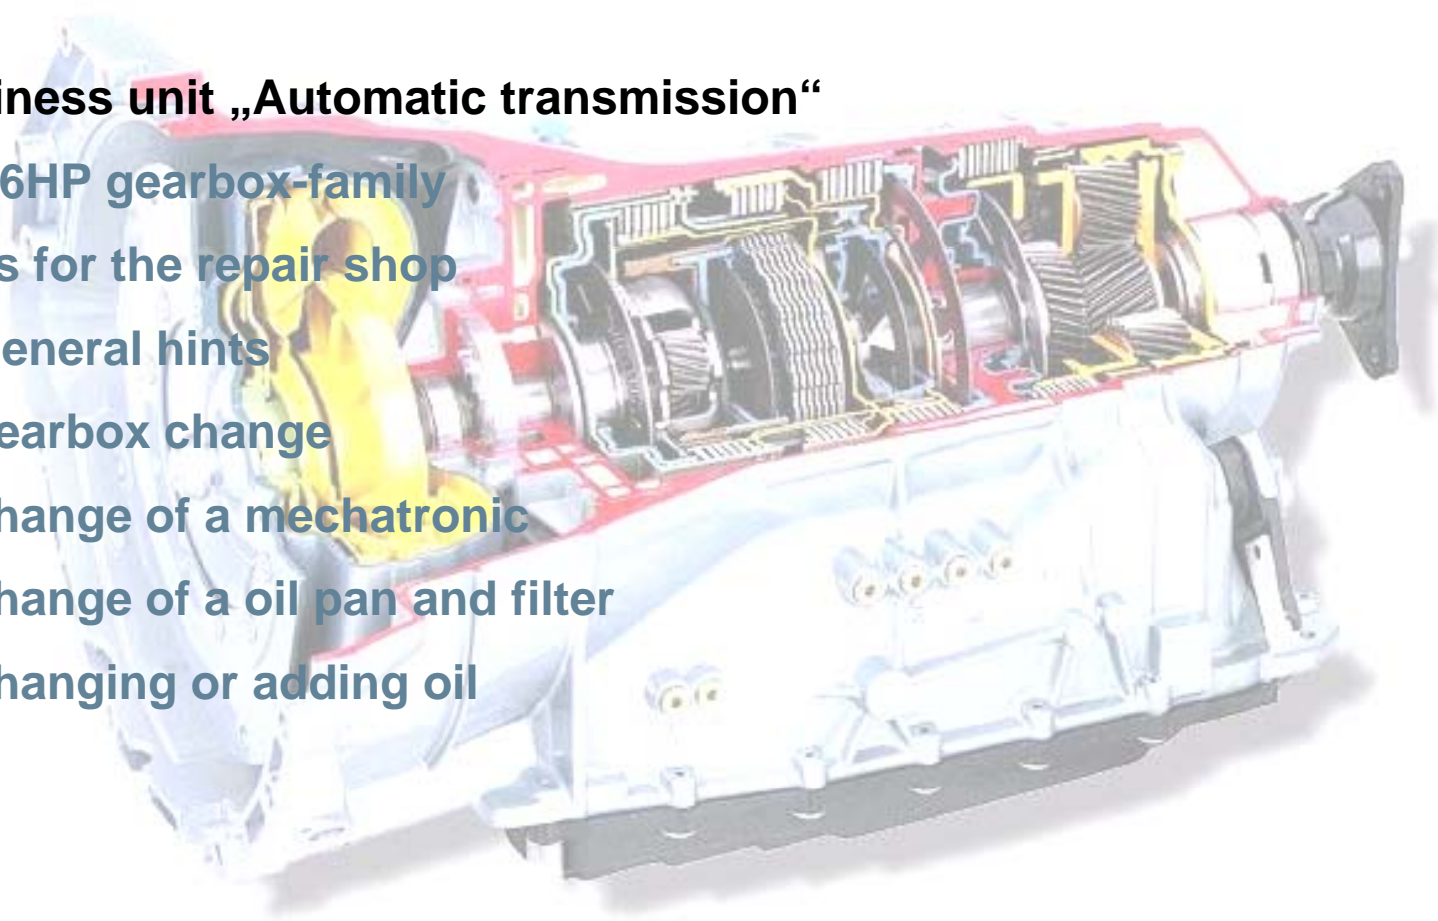 iness unit „Automatic transmission“
6HP gearbox-family
s for the repair shop
eneral hints
earbox change
hange of a mechatronic
hange of a oil pan and filter
hanging or adding oil